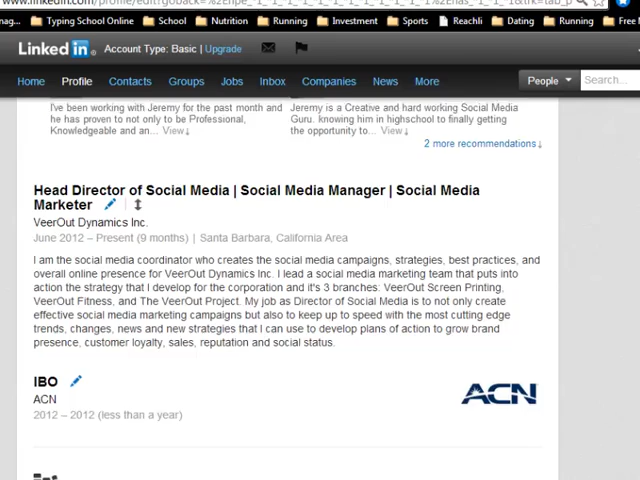 Typing School Online School Nutrition Running Investment Sports Reachli Dating Running
LinkedIn Account Type: Basic | Upgrade
Home Profile Contacts Groups Jobs Inbox Companies News More People Search...
I've been working with Jeremy for the past month and
he has proven to not only be Professional,
Knowledgeable and an... View↓
Jeremy is a Creative and hard working Social Media
Guru. knowing him in highschool to finally getting
the opportunity to... View↓
2 more recommendations↓
Head Director of Social Media | Social Media Manager | Social Media
Marketer
VeerOut Dynamics Inc.
June 2012 – Present (9 months) | Santa Barbara, California Area
I am the social media coordinator who creates the social media campaigns, strategies, best practices, and
overall online presence for VeerOut Dynamics Inc. I lead a social media marketing team that puts into
action the strategy that I develop for the corporation and it's 3 branches: VeerOut Screen Printing,
VeerOut Fitness, and The VeerOut Project. My job as Director of Social Media is to not only create
effective social media marketing campaigns but also to keep up to speed with the most cutting edge
trends, changes, news and new strategies that I can use to develop plans of action to grow brand
presence, customer loyalty, sales, reputation and social status.
IBO
ACN
ACN
2012 – 2012 (less than a year)